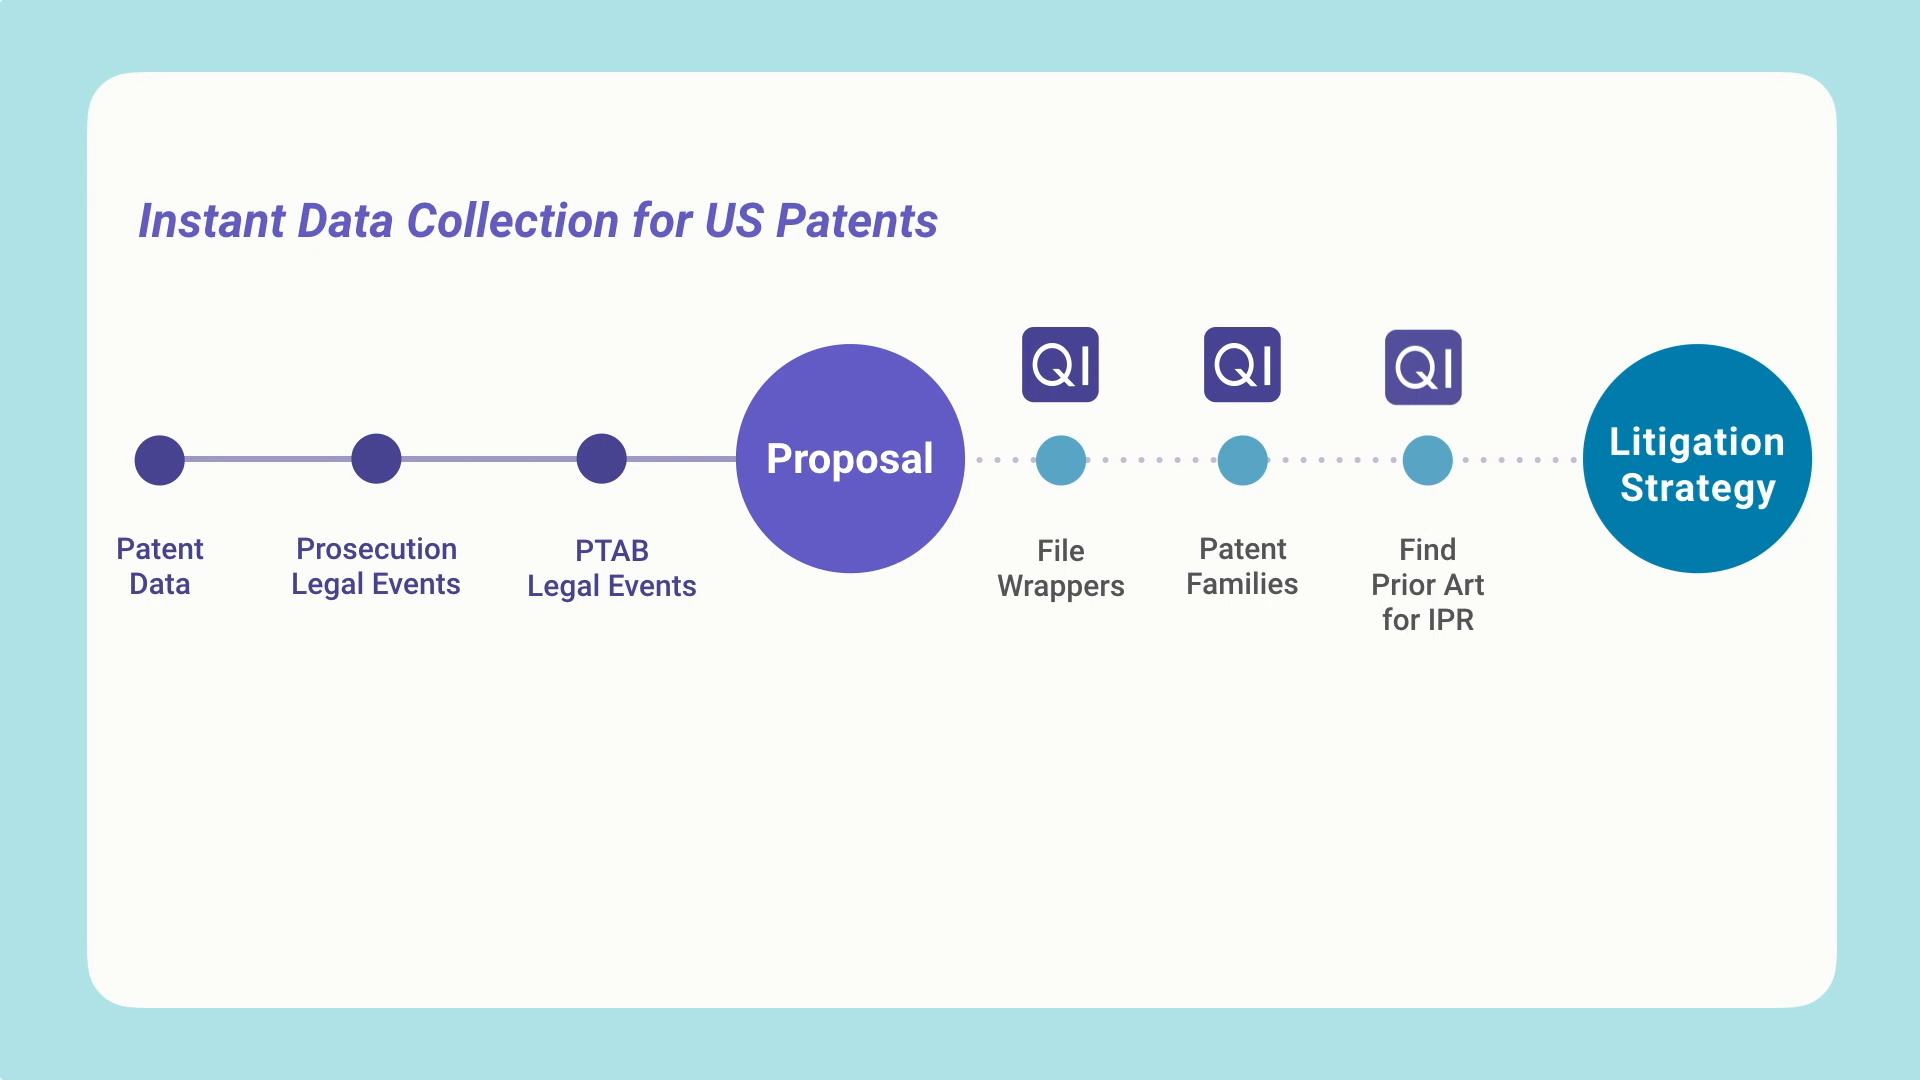 Instant Data Collection for US Patents
QI
QI
QI
Proposal
Litigation
Strategy
Patent
Data
Prosecution
Legal Events
PTAB
Legal Events
File
Wrappers
Patent
Families
Find
Prior Art
for IPR